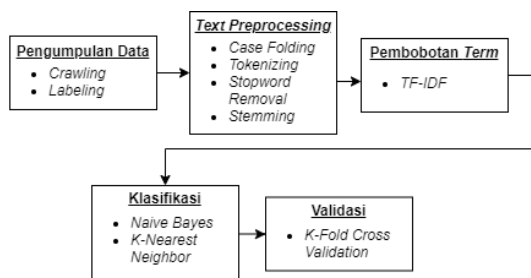 Pengumpulan Data
• Crawling
• Labeling
Text Preprocessing
• Case Folding
• Tokenizing
• Stopword
Removal
• Stemming
Pembobotan Term
• TF-IDF
Klasifikasi
• Naive Bayes
• K-Nearest
Neighbor
Validasi
• K-Fold Cross
Validation